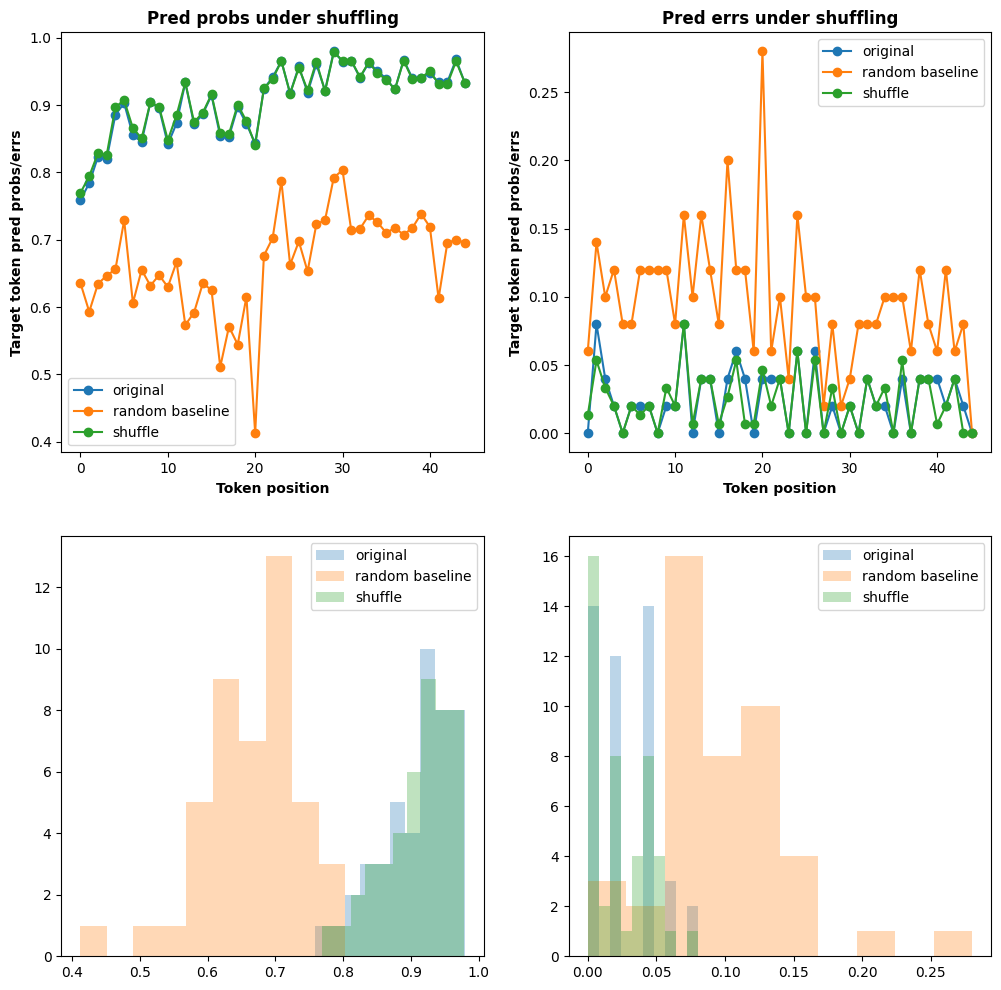 Pred probs under shuffling
Target token pred probs/errs
1.0
0.9
0.8
0.7
0.6
0.5
0.4
original
random baseline
shuffle
0 10 20 30 40
Token position
Pred errs under shuffling
Target token pred probs/errs
0.25
0.20
0.15
0.10
0.05
0.00
original
random baseline
shuffle
0 10 20 30 40
Token position
12
10
8
6
4
2
0
original
random baseline
shuffle
0.4 0.5 0.6 0.7 0.8 0.9 1.0
16
14
12
10
8
6
4
2
0
original
random baseline
shuffle
0.00 0.05 0.10 0.15 0.20 0.25